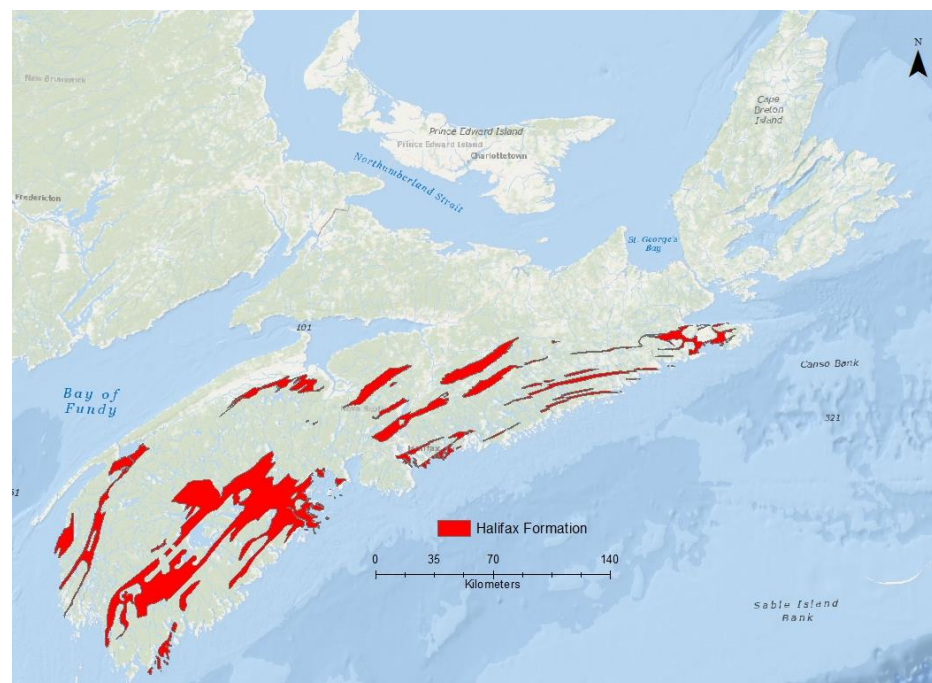 N
New Brunswick
Cape
Breton
Island
Prince Edward Island
Prince Edward Island
Charlottetown
Northumberland Strait
Fredericton
St. George's
Bay
101
Canso Bank
Bay of
Fundy
321
Halifax
Halifax Formation
0 35 70 140
Kilometers
Sable Island
Bank